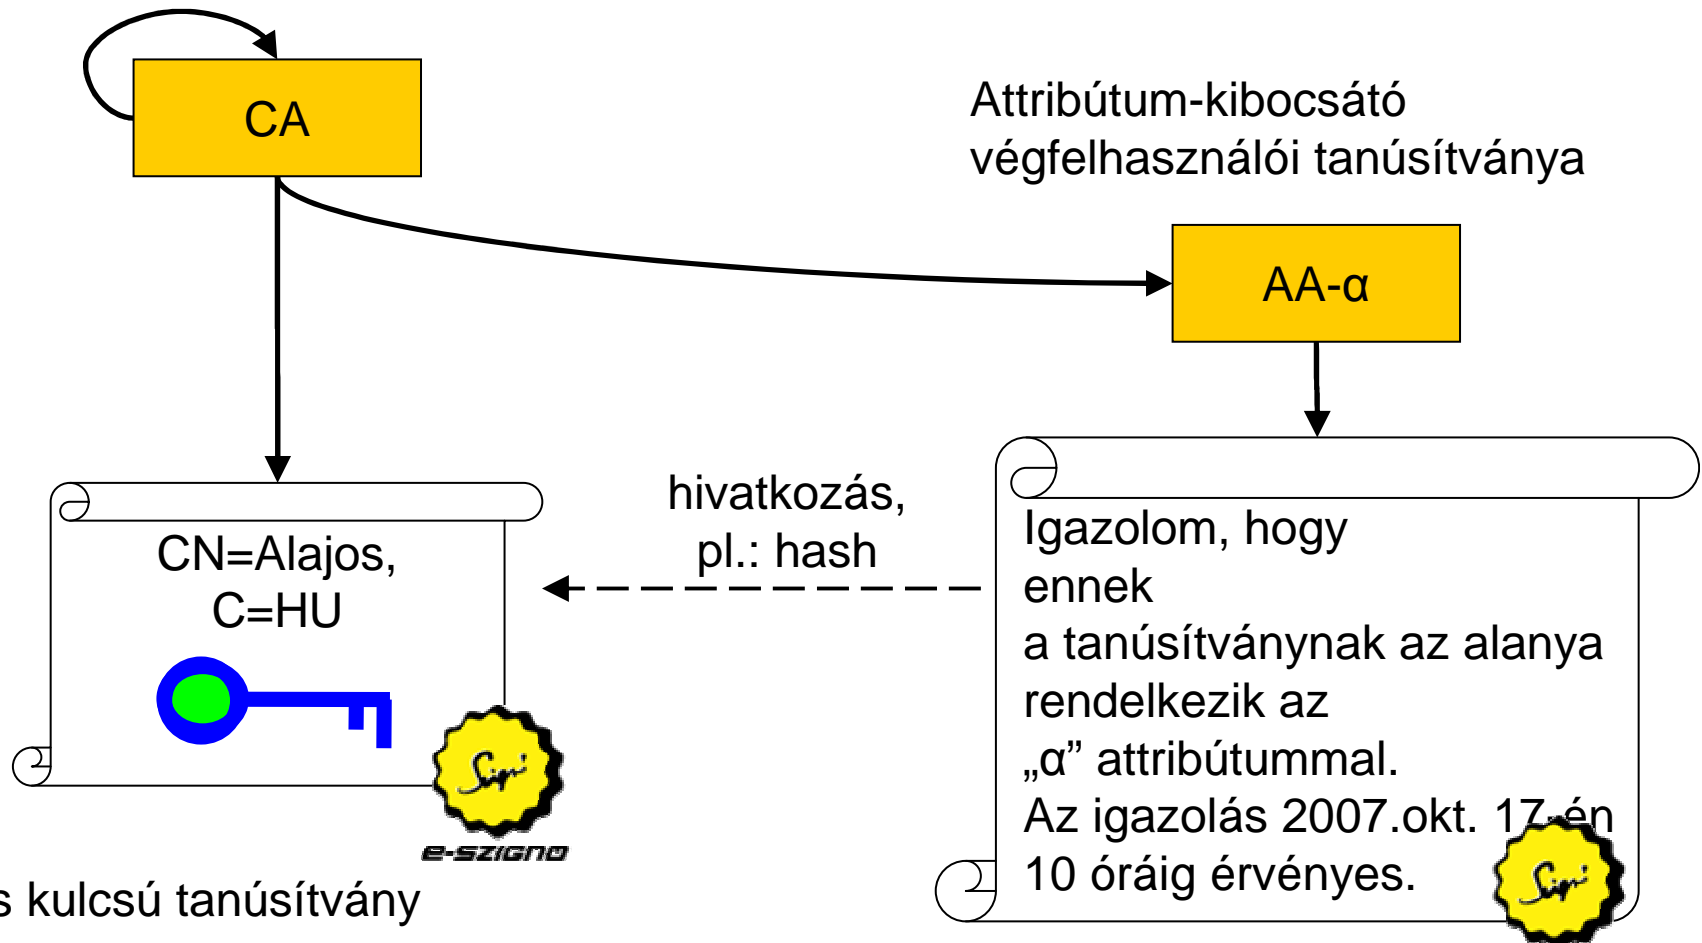 CA
Attribútum-kibocsátó
végfelhasználói tanúsítványa
AA-α
hivatkozás,
pl.: hash
CN=Alajos,
C=HU
e-szigno
Igazolom, hogy
ennek
a tanúsítványnak az alanya
rendelkezik az
„α” attribútummal.
Az igazolás 2007.okt. 17-én
10 óráig érvényes.
s kulcsú tanúsítvány